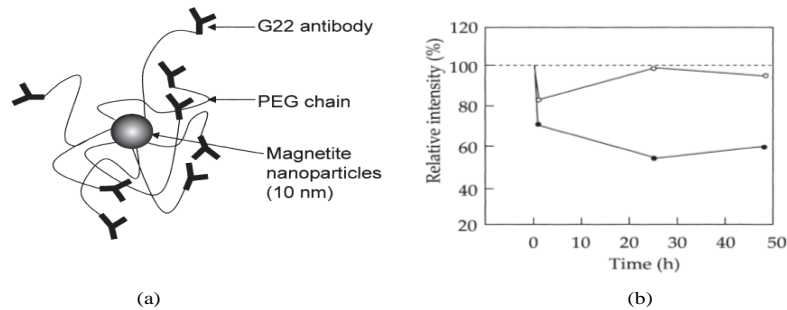 G22 antibody
PEG chain
Magnetite
nanoparticles
(10 nm)
(a)
Relative intensity (%)
120
100
80
60
40
20
0 10 20 30 40 50
Time (h)
(b)